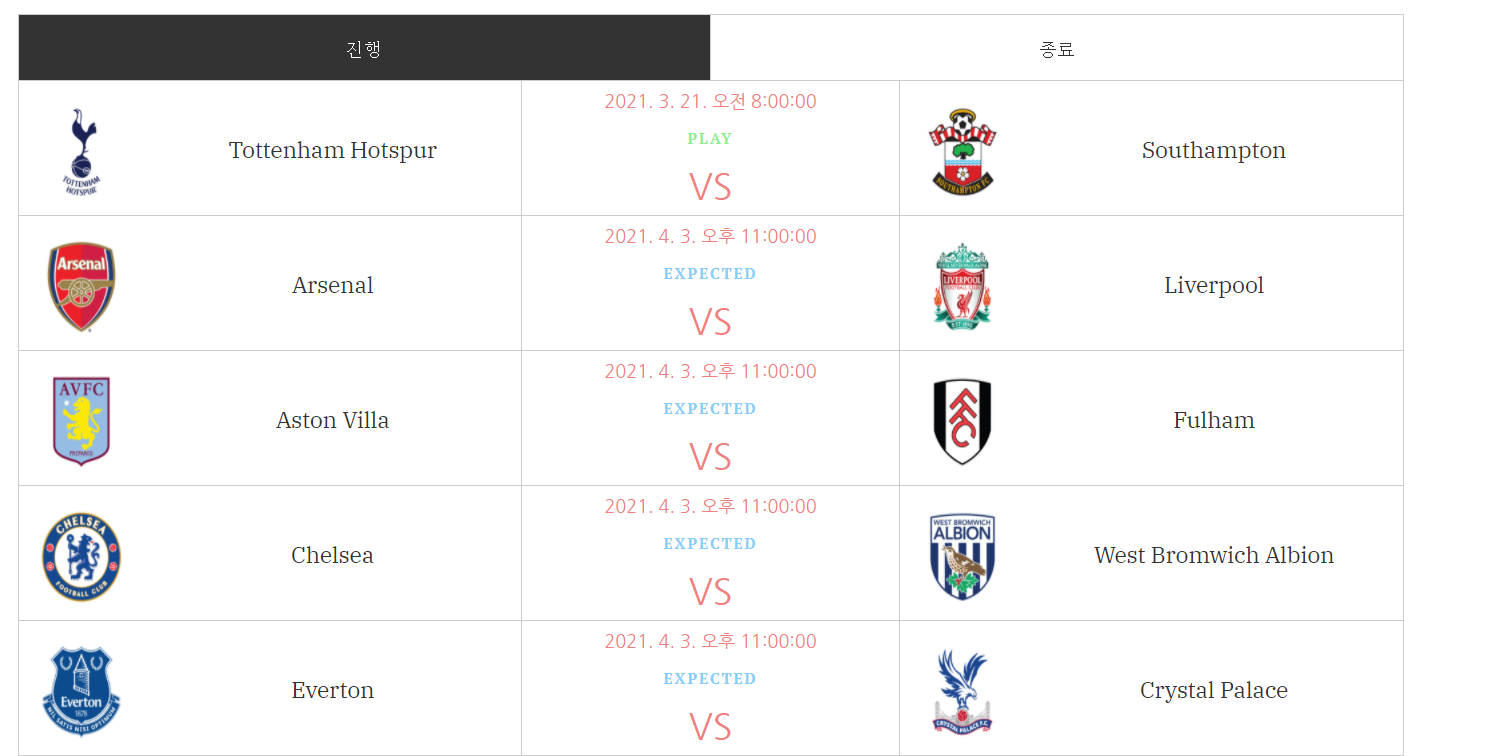 진행
종료
TOTTENHAM
HOTSPUR
Tottenham Hotspur
2021. 3. 21. 오전 8:00:00
PLAY
VS
SOUTHAMPTON FC
Southampton
Arsenal
Arsenal
2021. 4. 3. 오후 11:00:00
EXPECTED
VS
LIVERPOOL
FOOTBALL CLUB
Liverpool
AVFC
PREPARED
Aston Villa
2021. 4. 3. 오후 11:00:00
EXPECTED
VS
FFC
Fulham
CHELSEA
FOOTBALL CLUB
Chelsea
2021. 4. 3. 오후 11:00:00
EXPECTED
VS
WEST BROMWICH
ALBION
West Bromwich Albion
Everton
1878
NIL SATIS NISI OPTIMUM
Everton
2021. 4. 3. 오후 11:00:00
EXPECTED
VS
CRYSTAL PALACE F.C.
Crystal Palace